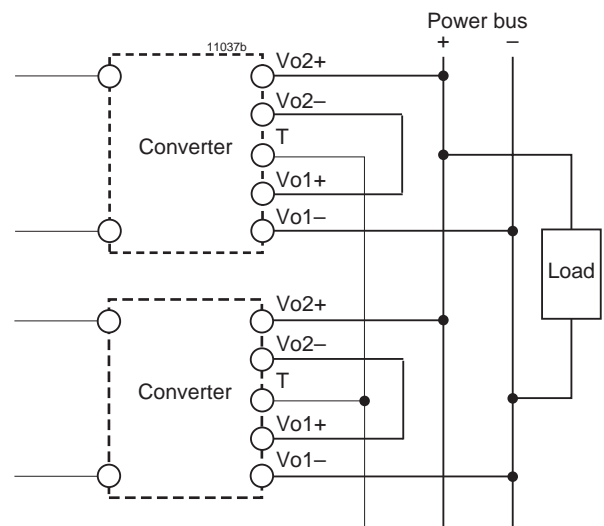 Power bus
+ –
11037b
Vo2+
Vo2–
T
Converter
Vo1+
Vo1–
Load
Vo2+
Vo2–
T
Converter
Vo1+
Vo1–